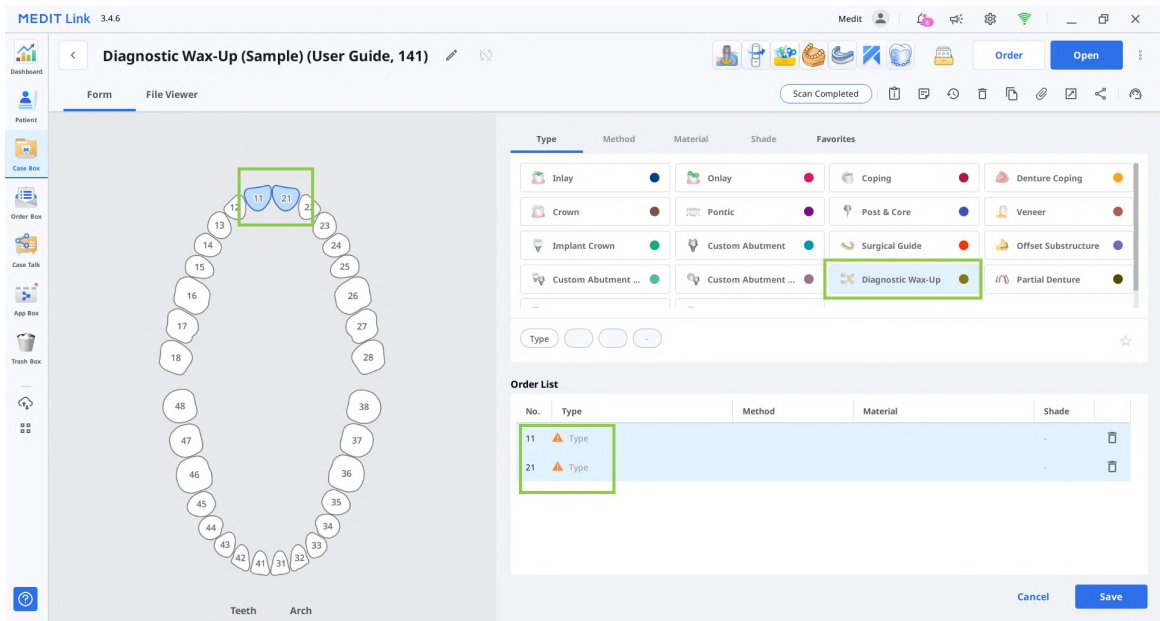 MEDIT Link 3.4.6 Medit 6
Dashboard
Patient
Case Box
Order Box
Case Talk
App Box
Trash Box
Diagnostic Wax-Up (Sample) (User Guide, 141)
Order Open
Form File Viewer
Scan Completed
11 21
12 22
13 23
14 24
15 25
16 26
17 27
18 28
48 38
47 37
46 36
45 35
44 34
43 33
42 41 31 32
Teeth Arch
Type Method Material Shade Favorites
Inlay Onlay Coping Denture Coping
Crown Pontic Post & Core Veneer
Implant Crown Custom Abutment Surgical Guide Offset Substructure
Custom Abutment ... Custom Abutment ... Diagnostic Wax-Up Partial Denture
Type -
Order List
No. Type Method Material Shade
11 Type -
21 Type -
Cancel Save